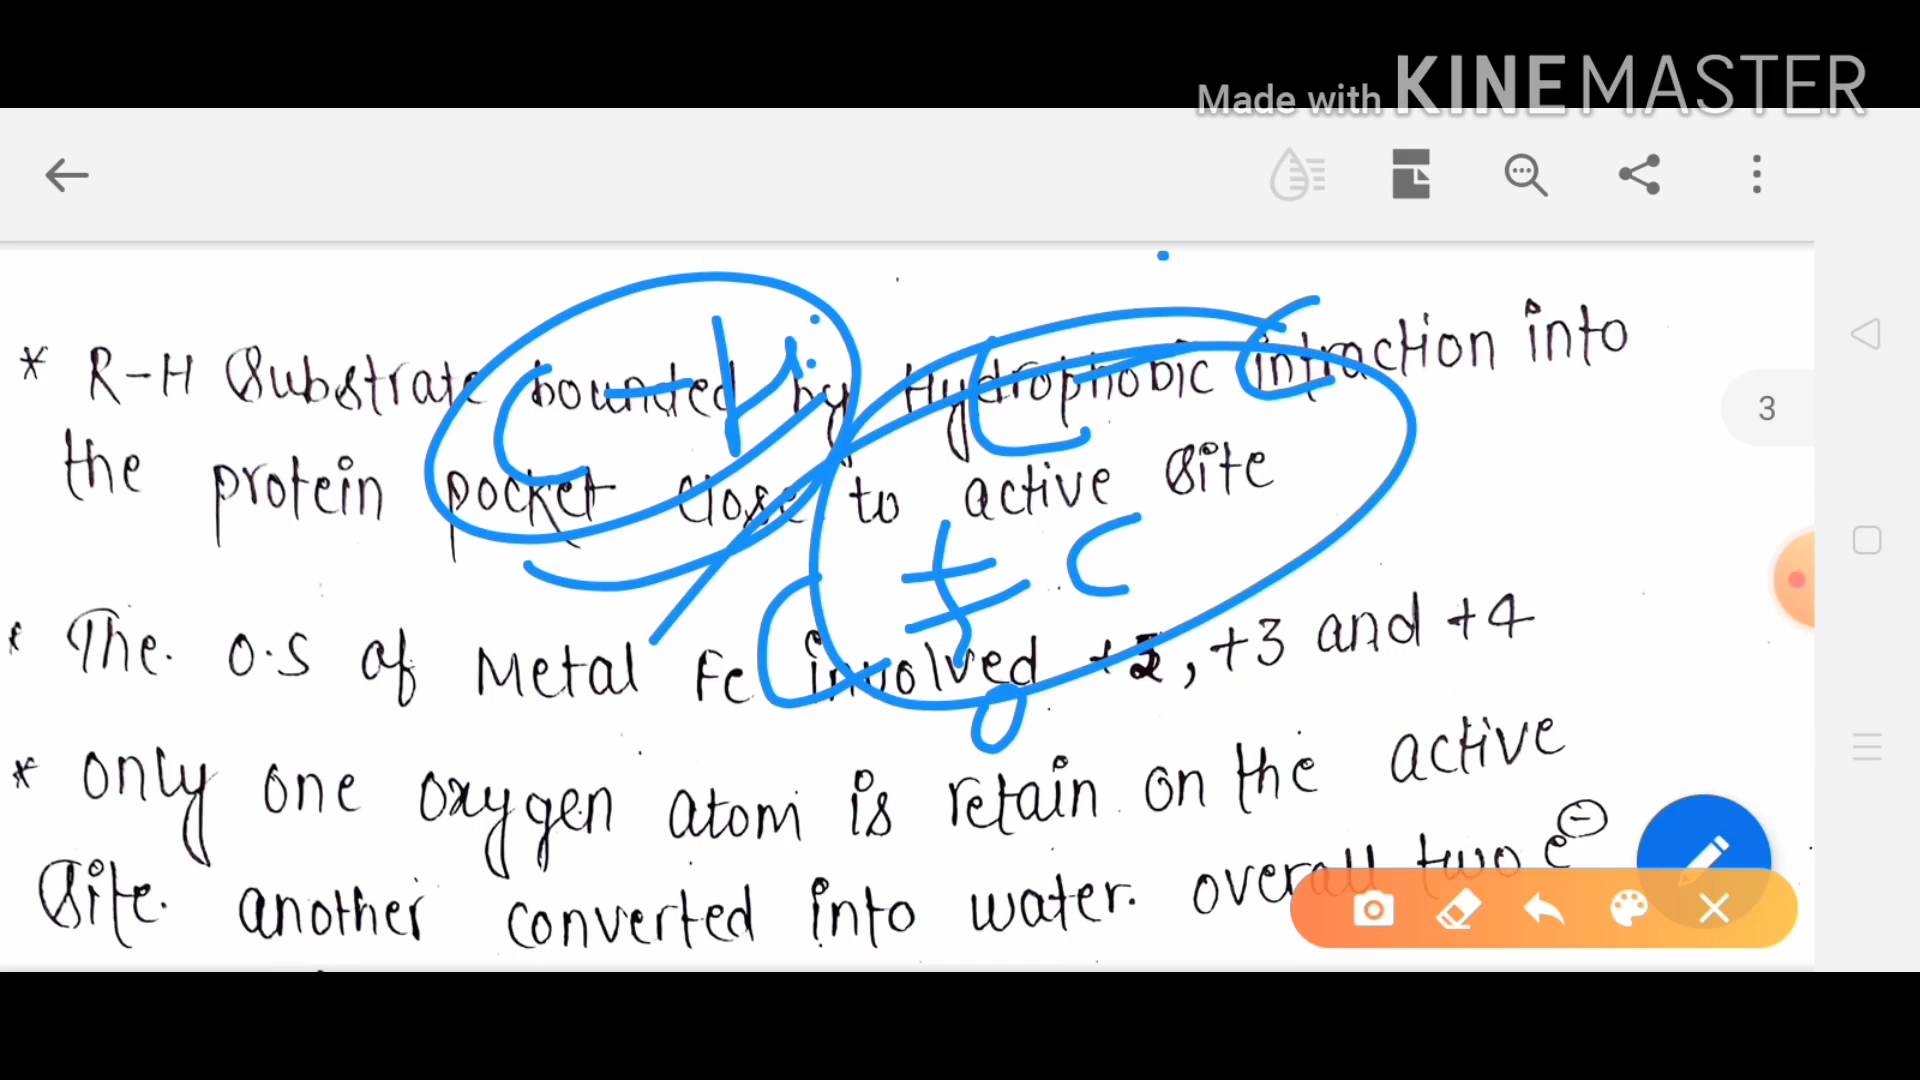 Made with KINEMASTER
* R-H Substrate bounded by Hydrophobic intraction into
the protein pocket close to active Site
3
* The. O.S of Metal Fe involved +2, +3 and +4
* Only one oxygen atom is retain on the active
Site. another converted into water. overall two e⊖